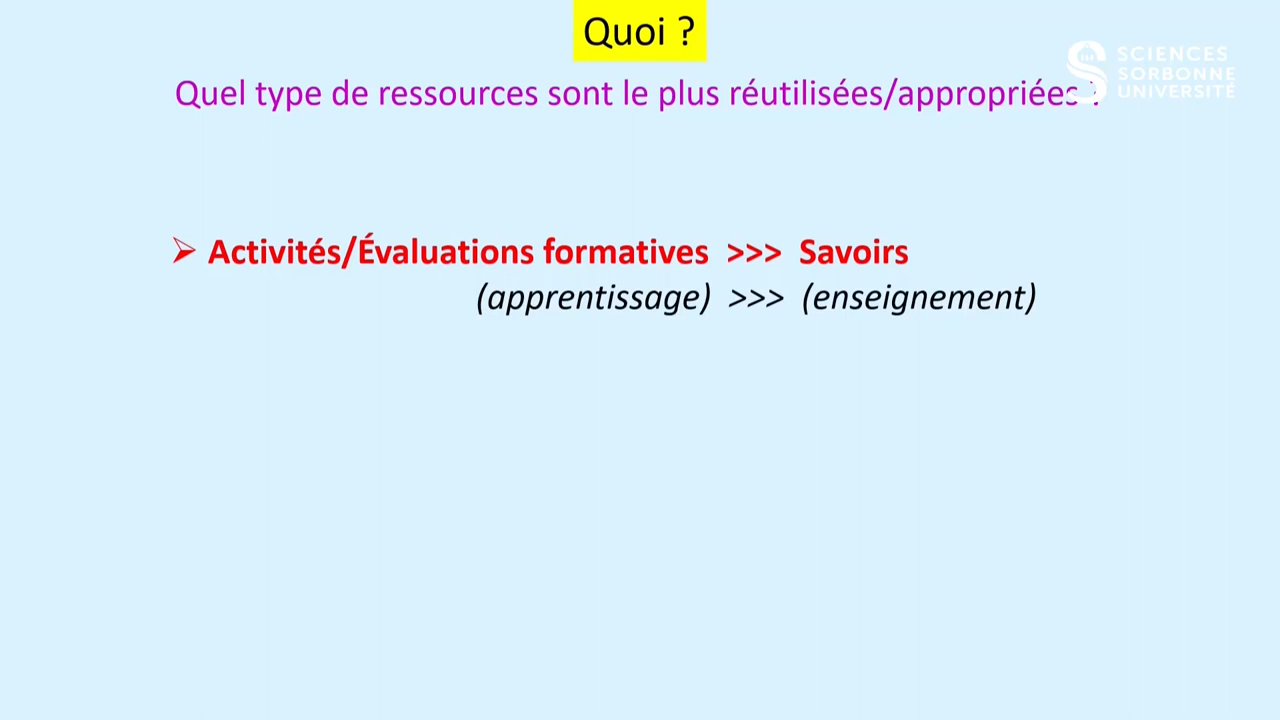 Quoi ?
Quel type de ressources sont le plus réutilisées/appropriées ?
SCIENCES
SORBONNE
UNIVERSITÉ
➢ Activités/Évaluations formatives >>> Savoirs
(apprentissage) >>> (enseignement)